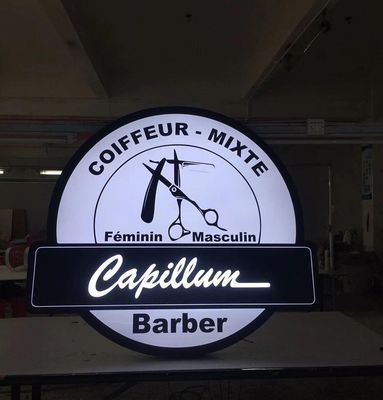 COIFFEUR - MIXTE
Féminin Masculin
Capillum
Barber